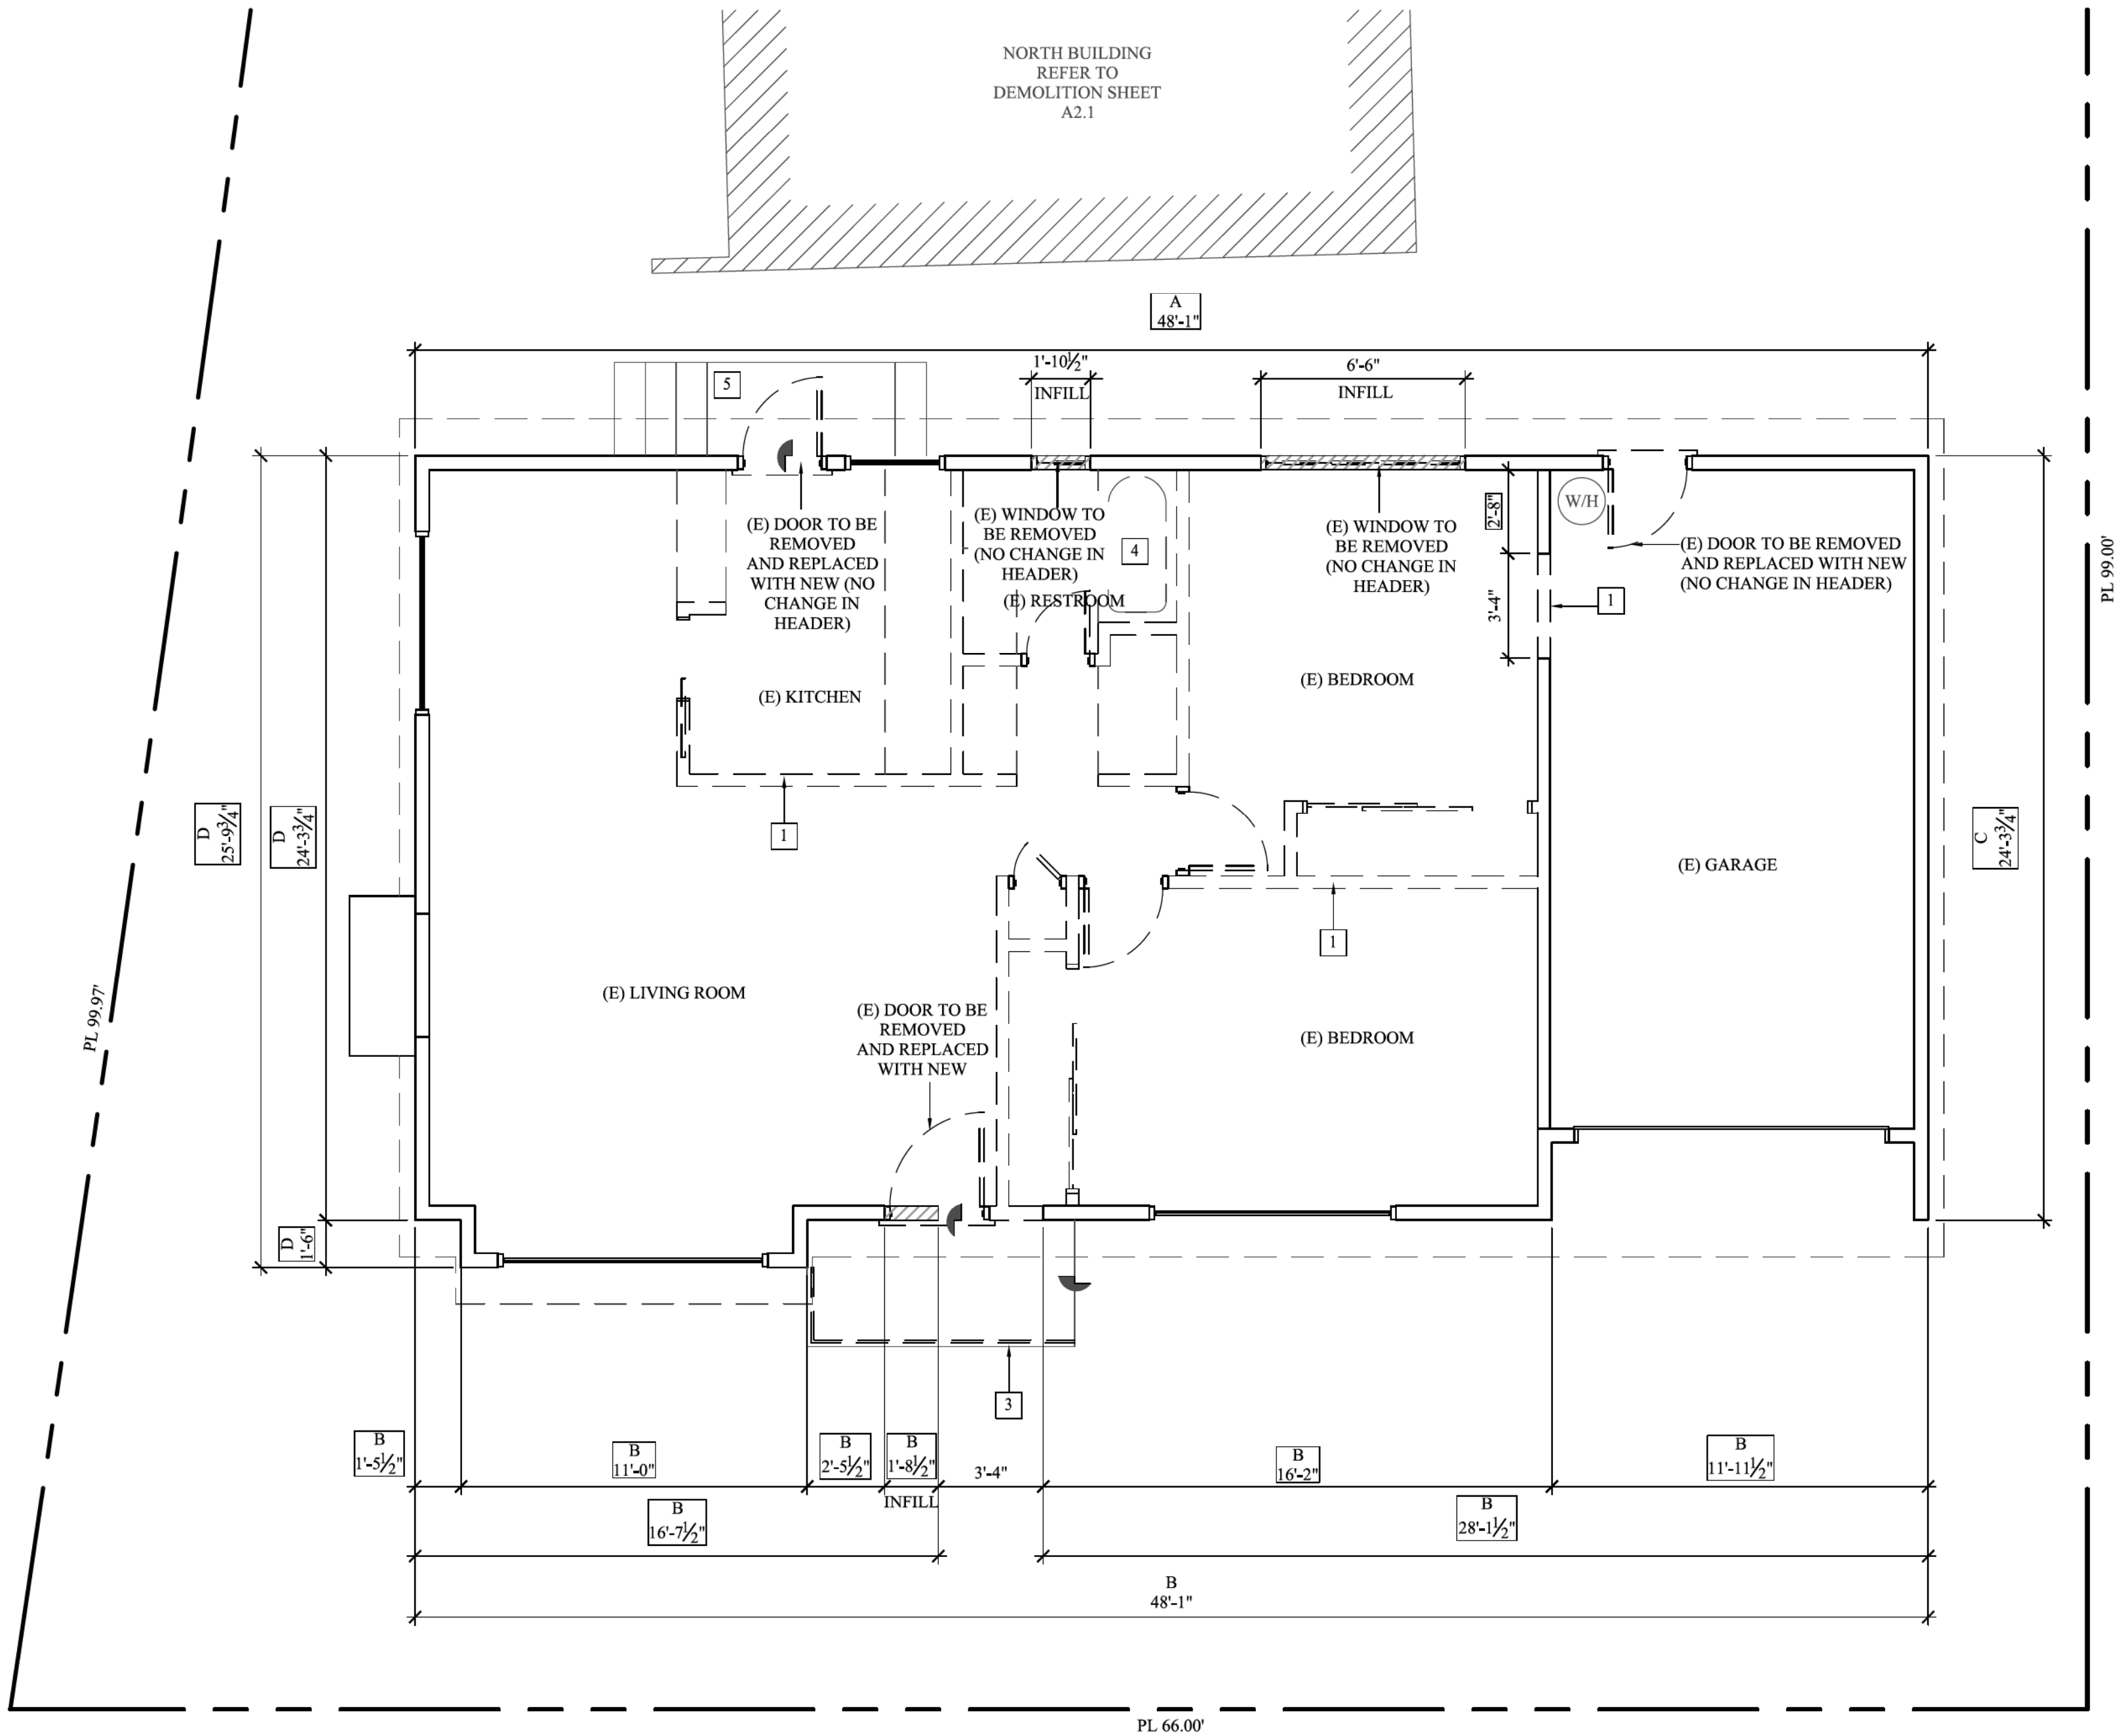 NORTH BUILDING
REFER TO
DEMOLITION SHEET
A2.1
A
48'-1"
1'-10½"
INFILL
6'-6"
INFILL
5
(E) DOOR TO BE
REMOVED
AND REPLACED
WITH NEW (NO
CHANGE IN
HEADER)
(E) WINDOW TO
BE REMOVED
(NO CHANGE IN
HEADER)
4
(E) RESTROOM
(E) WINDOW TO
BE REMOVED
(NO CHANGE IN
HEADER)
2'-8"
3'-4"
W/H
(E) DOOR TO BE REMOVED
AND REPLACED WITH NEW
(NO CHANGE IN HEADER)
1
PL 99.00'
(E) KITCHEN
(E) BEDROOM
D
25'-9¾"
D
24'-3¾"
1
(E) GARAGE
C
24'-3¾"
1
PL 99.97'
(E) LIVING ROOM
(E) DOOR TO BE
REMOVED
AND REPLACED
WITH NEW
(E) BEDROOM
D
1'-6"
3
B
1'-5½"
B
11'-0"
B
2'-5½"
B
1'-8½"
INFILL
3'-4"
B
16'-2"
B
11'-11½"
B
16'-7½"
B
28'-1½"
B
48'-1"
PL 66.00'